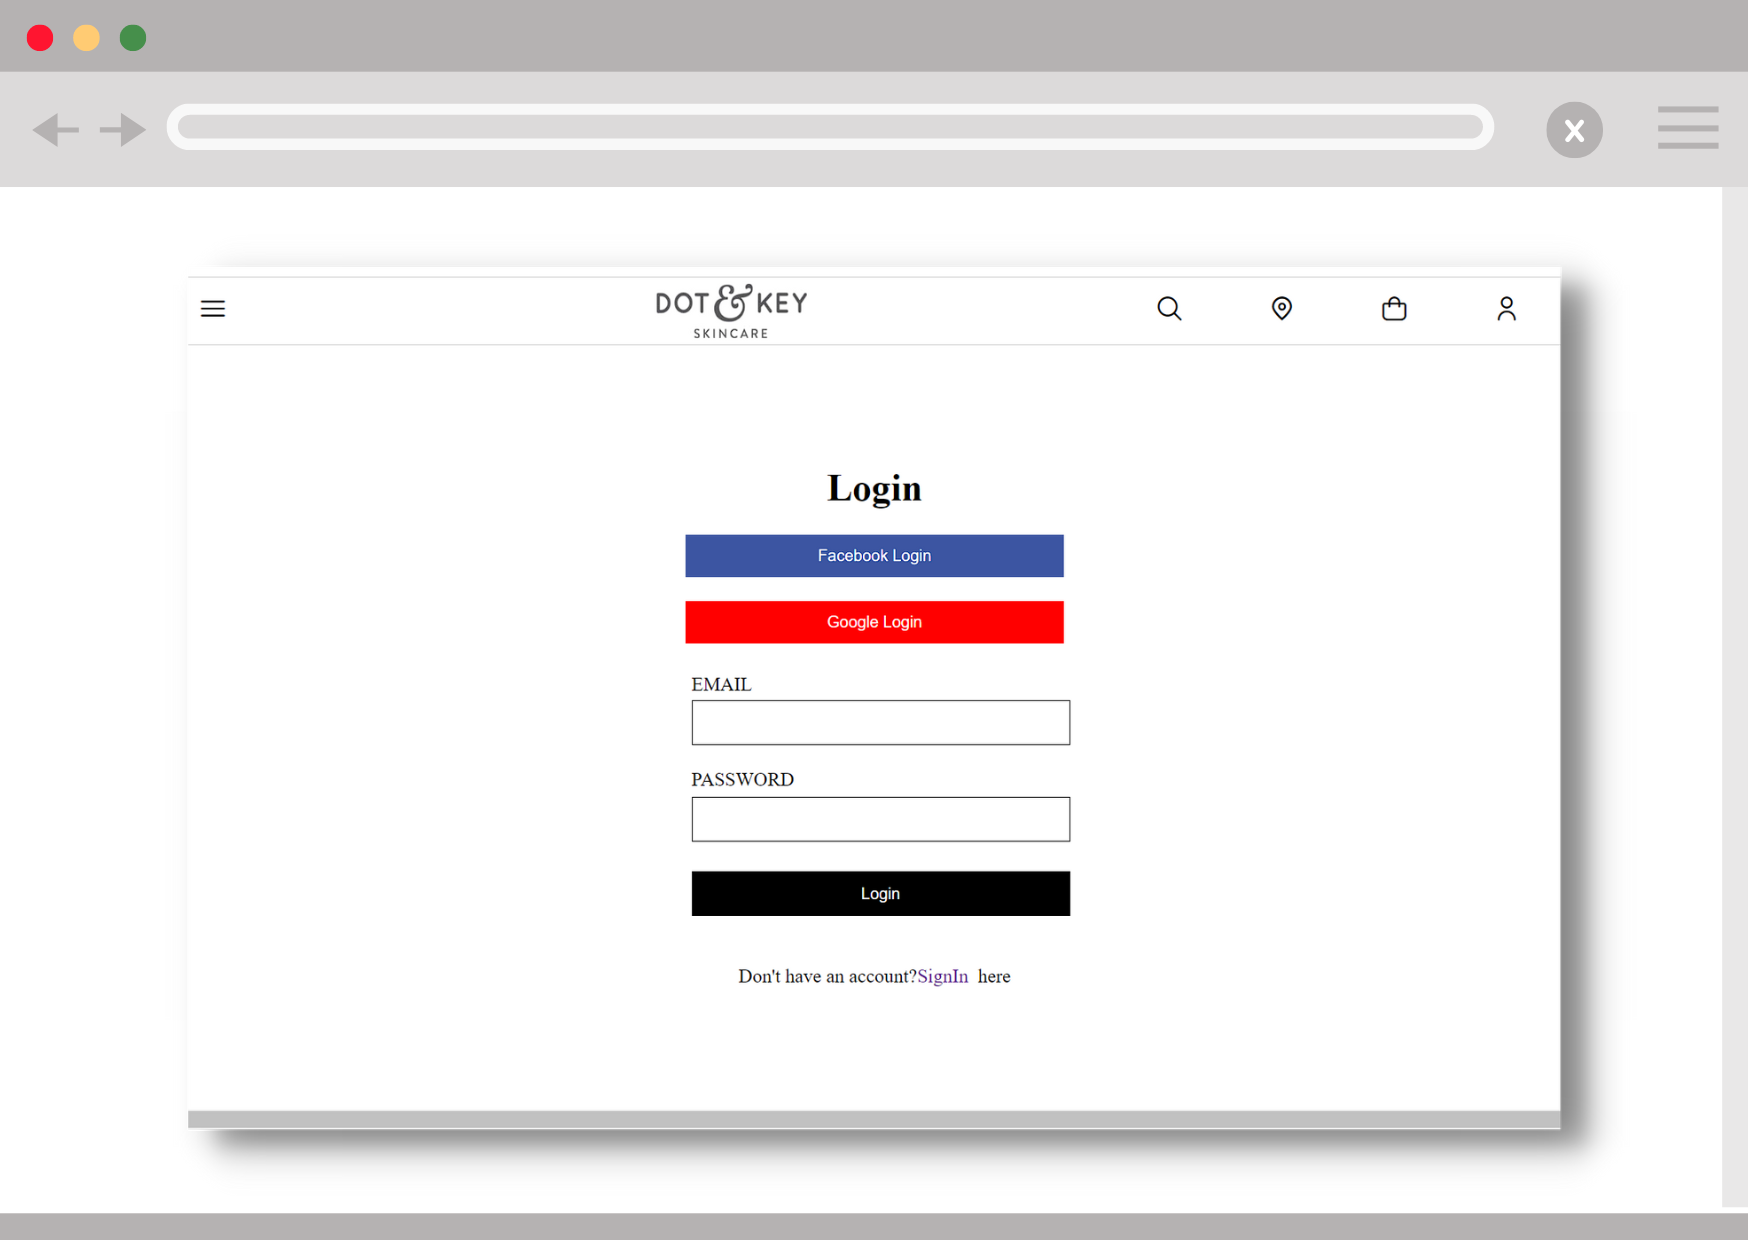 X
DOT & KEY
SKINCARE
Login
Facebook Login
Google Login
EMAIL
PASSWORD
Login
Don't have an account?SignIn here